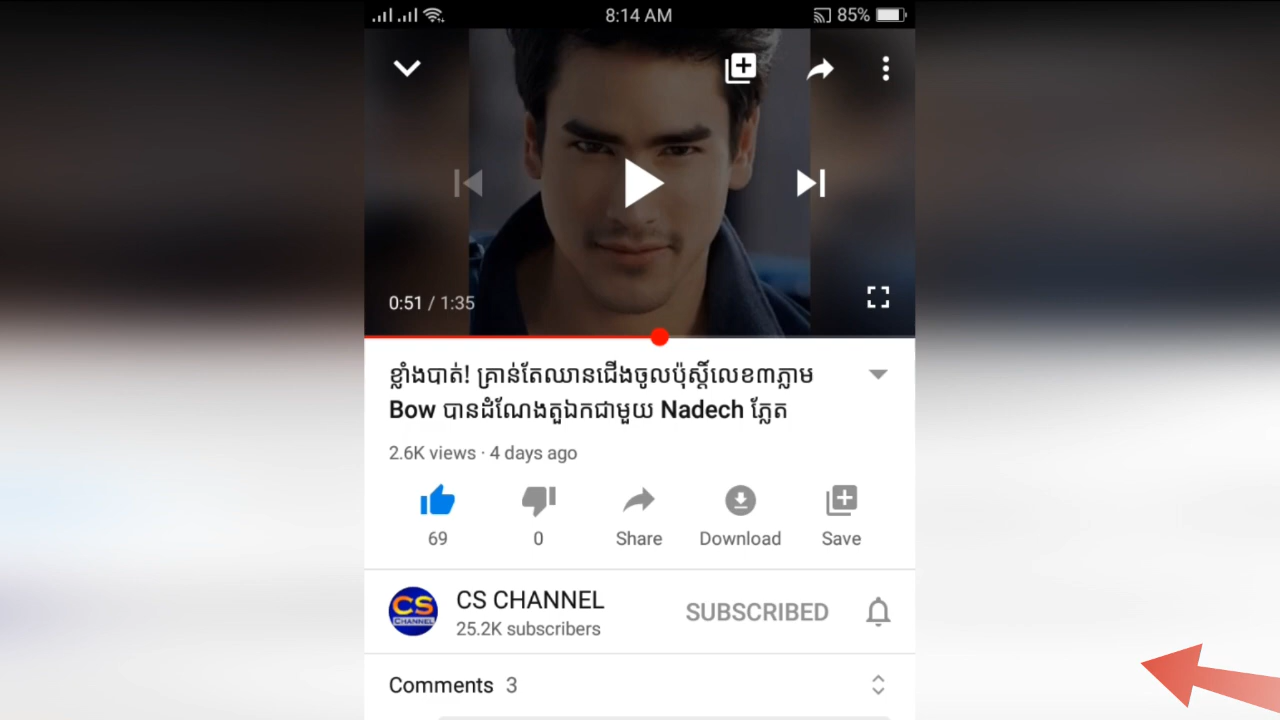 8:14 AM
85%
0:51 / 1:35
ខ្លាំងបាត់! គ្រាន់តែឈានជើងចូលប៉ុស្តិ៍លេខ៣ភ្លាម
Bow បានដំណែងតួឯកជាមួយ Nadech ភ្លែត
2.6K views · 4 days ago
69
0
Share
Download
Save
CS CHANNEL
CS
CHANNEL
25.2K subscribers
SUBSCRIBED
Comments 3